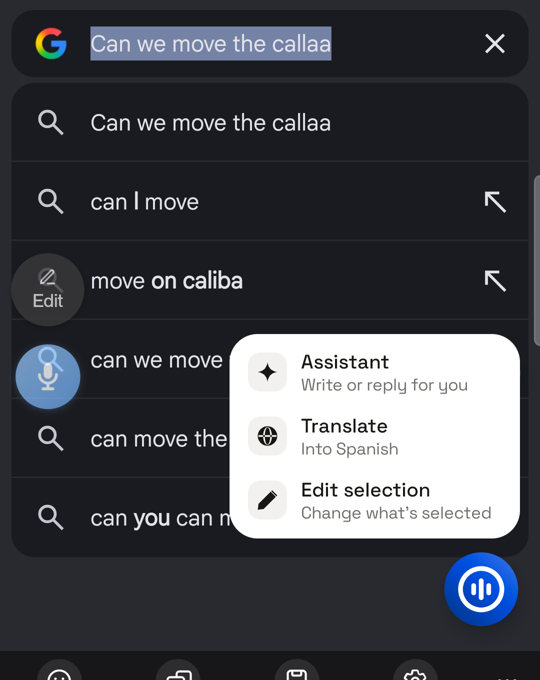 Can we move the callaa
Can we move the callaa
can I move
move on caliba
Edit
can we move
Assistant
Write or reply for you
can move the
Translate
Into Spanish
can you can
Edit selection
Change what's selected